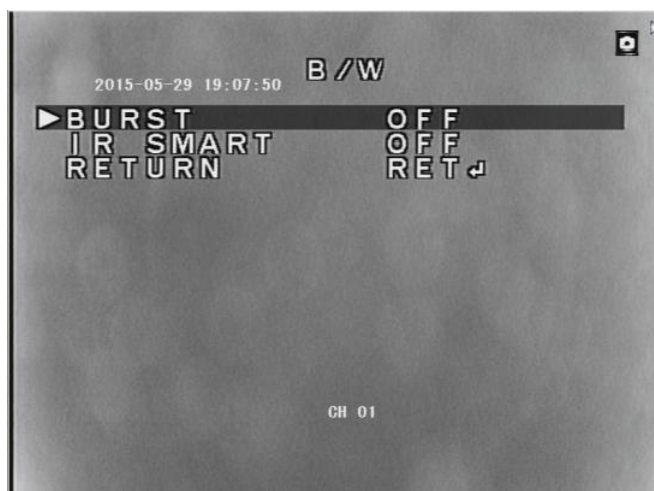 B/W
2015-05-29 19:07:50
BURST OFF
IR SMART OFF
RETURN RET↲
CH 01